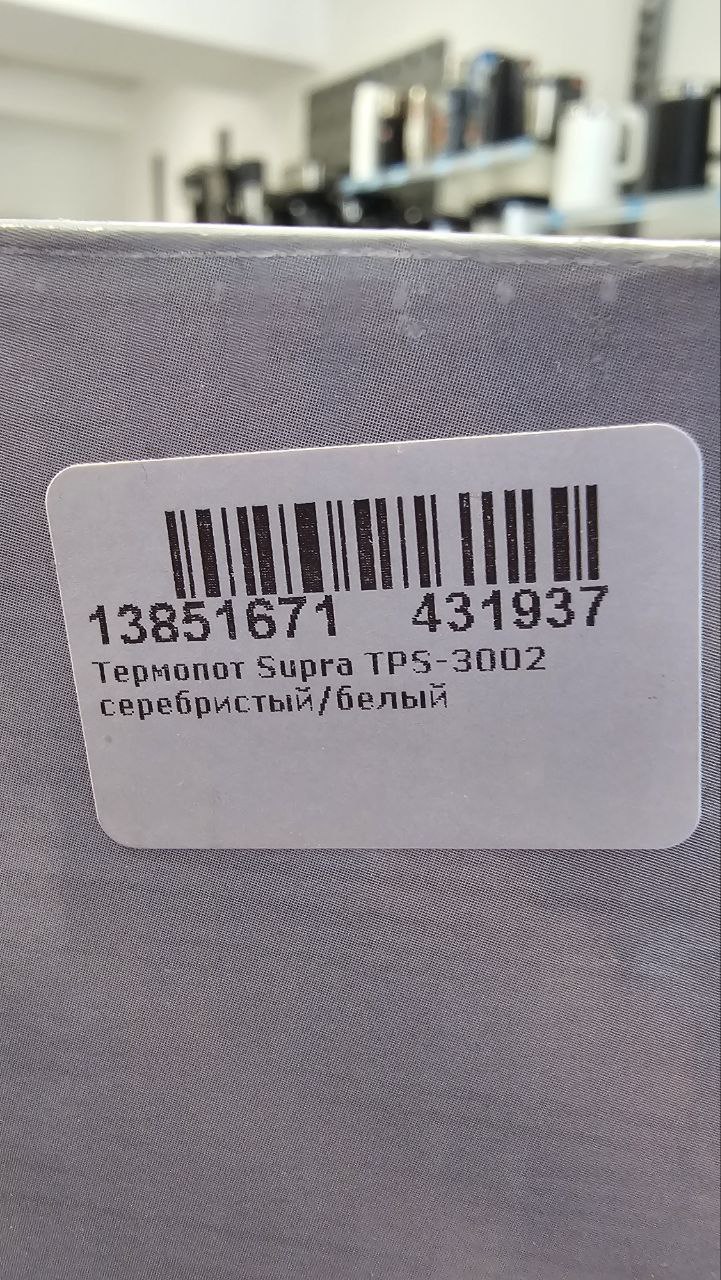 13851671 431937
Термопот Supra TPS-3002
серебристый/белый